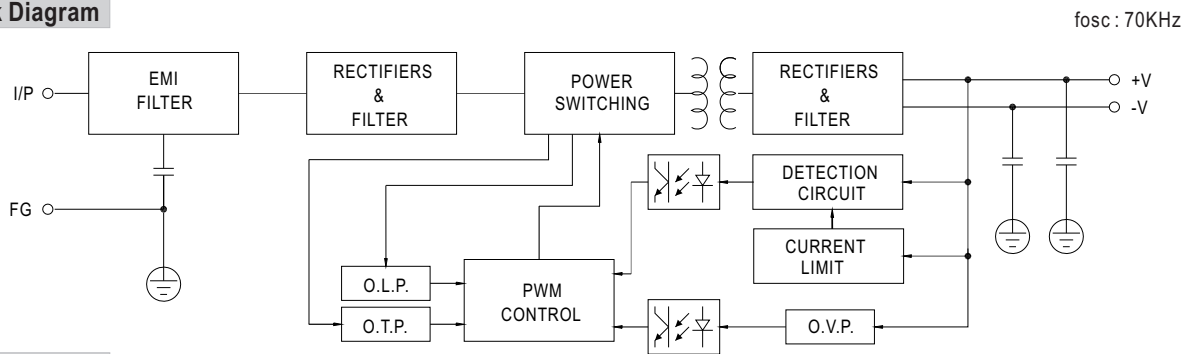 Diagram
fosc : 70KHz
I/P
EMI
FILTER
RECTIFIERS
&
FILTER
POWER
SWITCHING
RECTIFIERS
&
FILTER
+V
-V
FG
DETECTION
CIRCUIT
CURRENT
LIMIT
O.L.P.
O.T.P.
PWM
CONTROL
O.V.P.